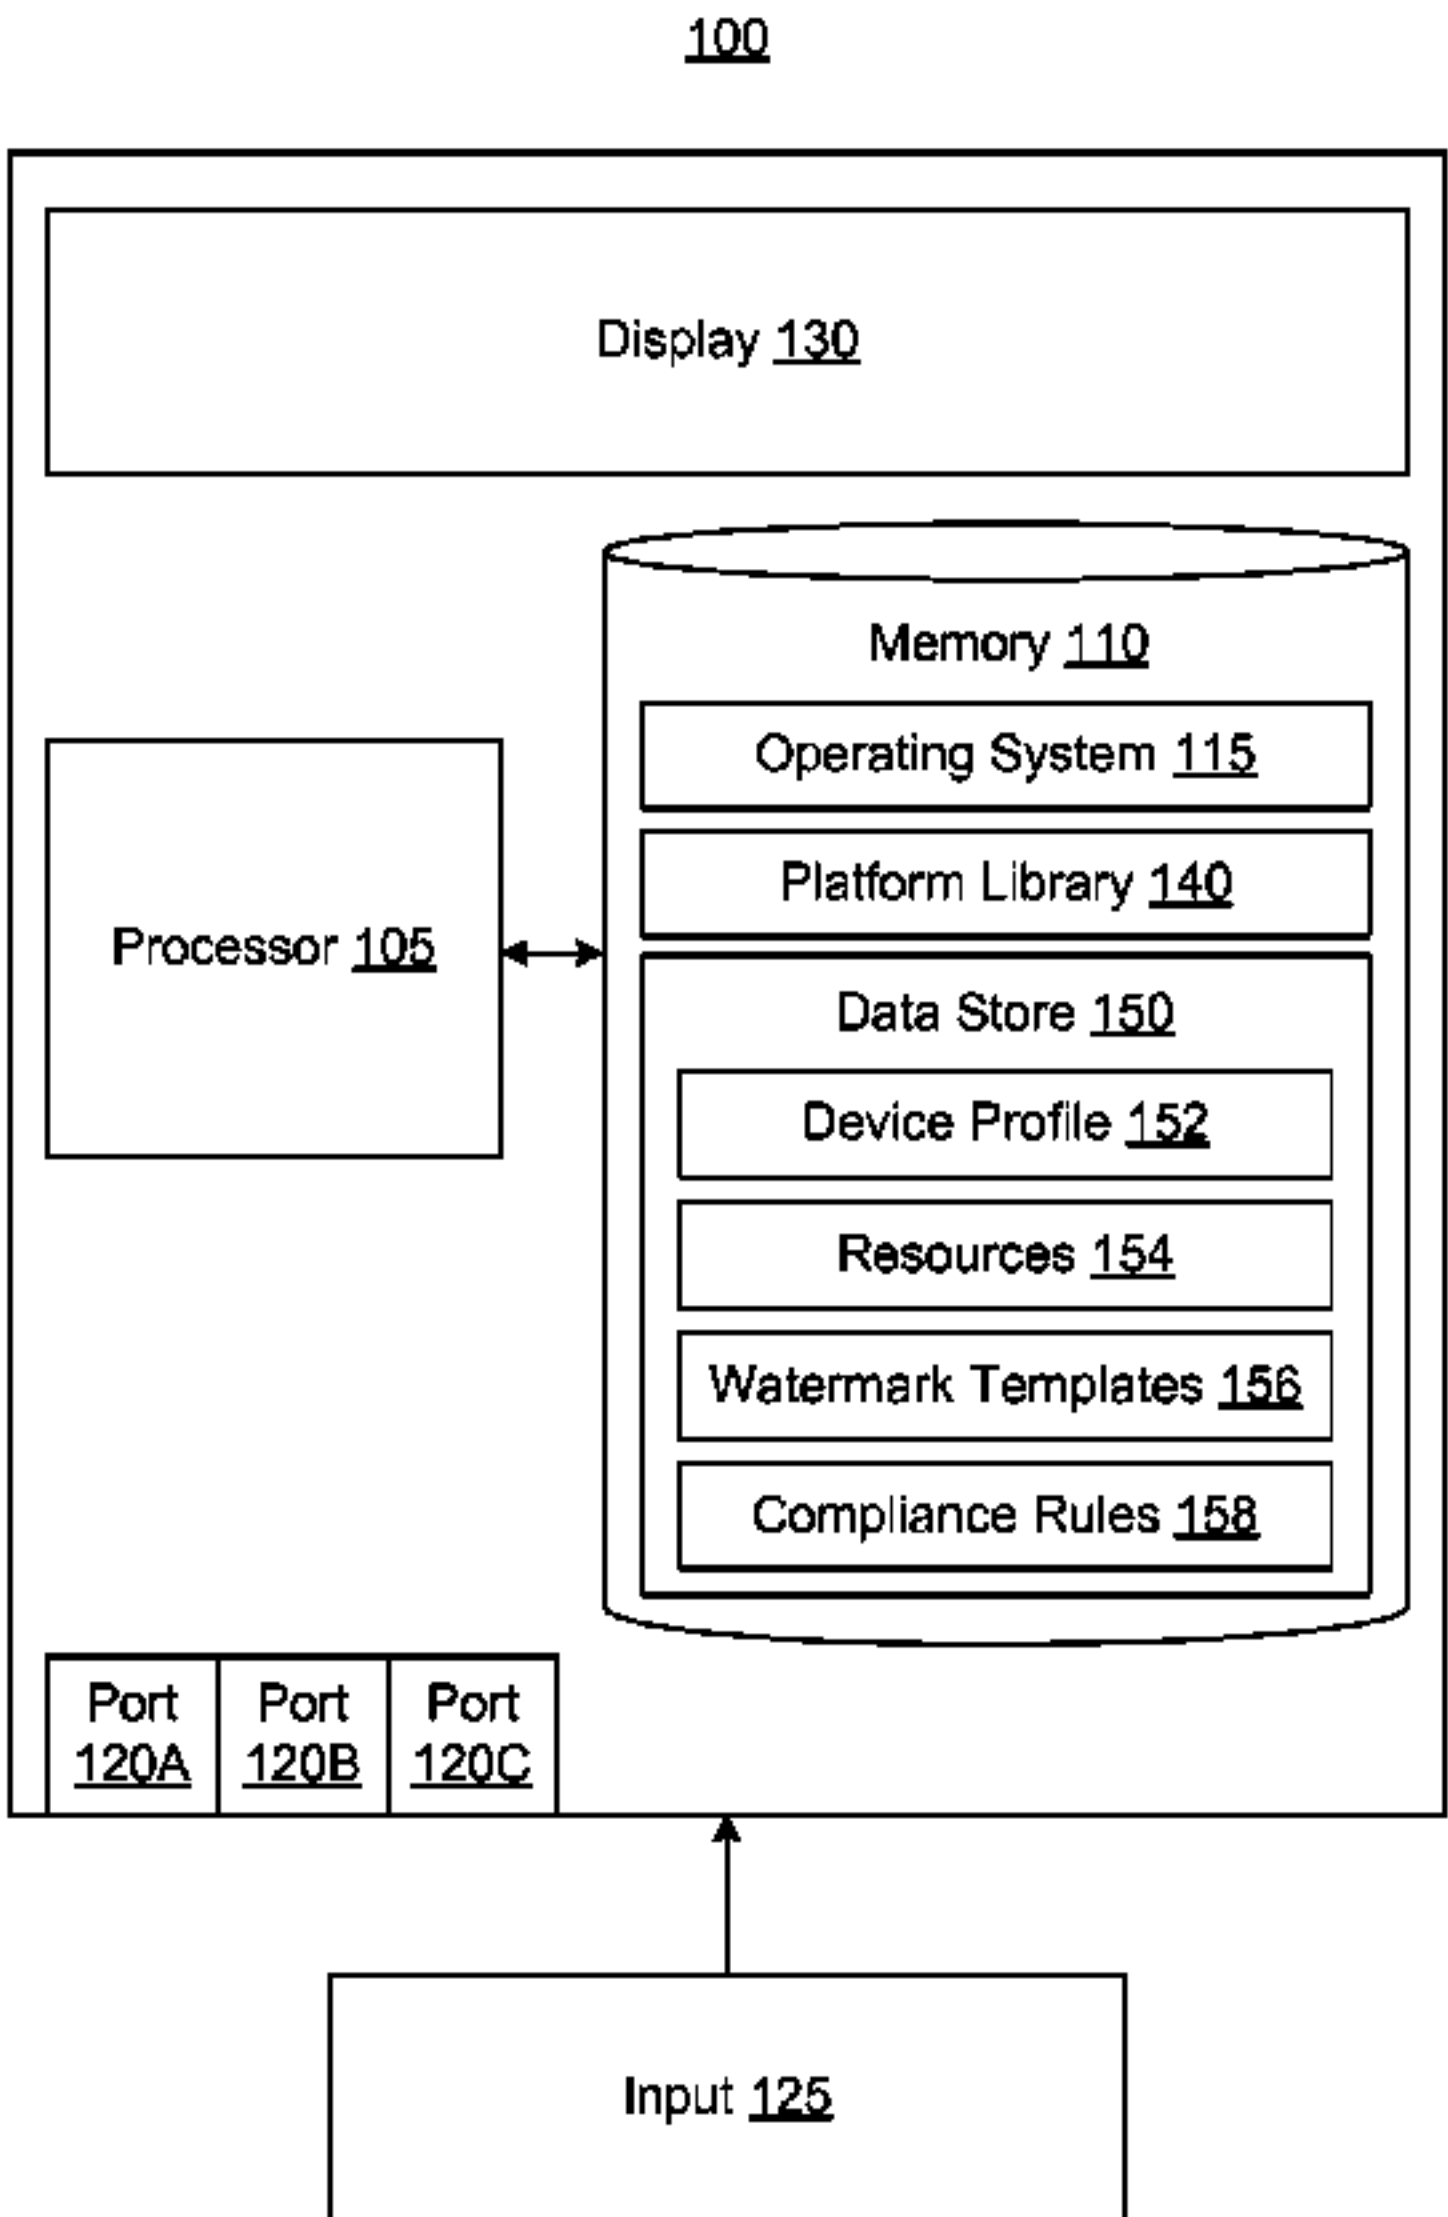 100
Display 130
Memory 110
Operating System 115
Platform Library 140
Processor 105
Data Store 150
Device Profile 152
Resources 154
Watermark Templates 156
Compliance Rules 158
Port 120A
Port 120B
Port 120C
Input 125